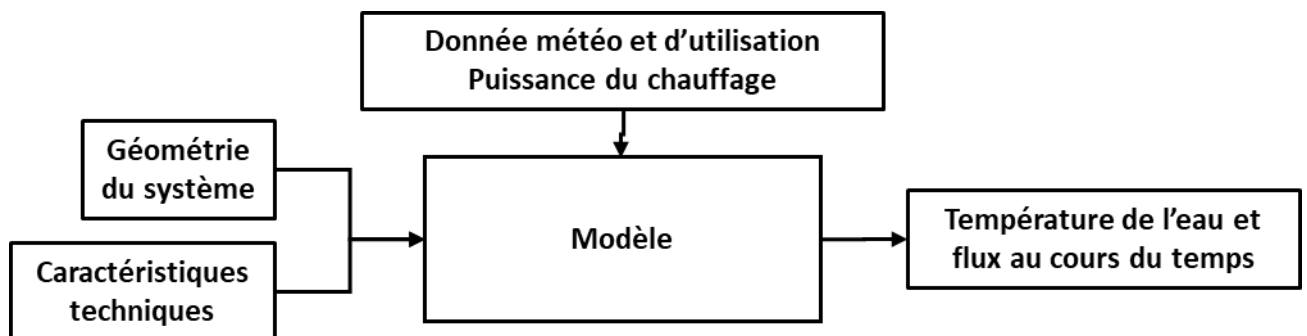 Donnée météo et d'utilisation
Puissance du chauffage
Géométrie
du système
Modèle
Température de l'eau et
flux au cours du temps
Caractéristiques
techniques